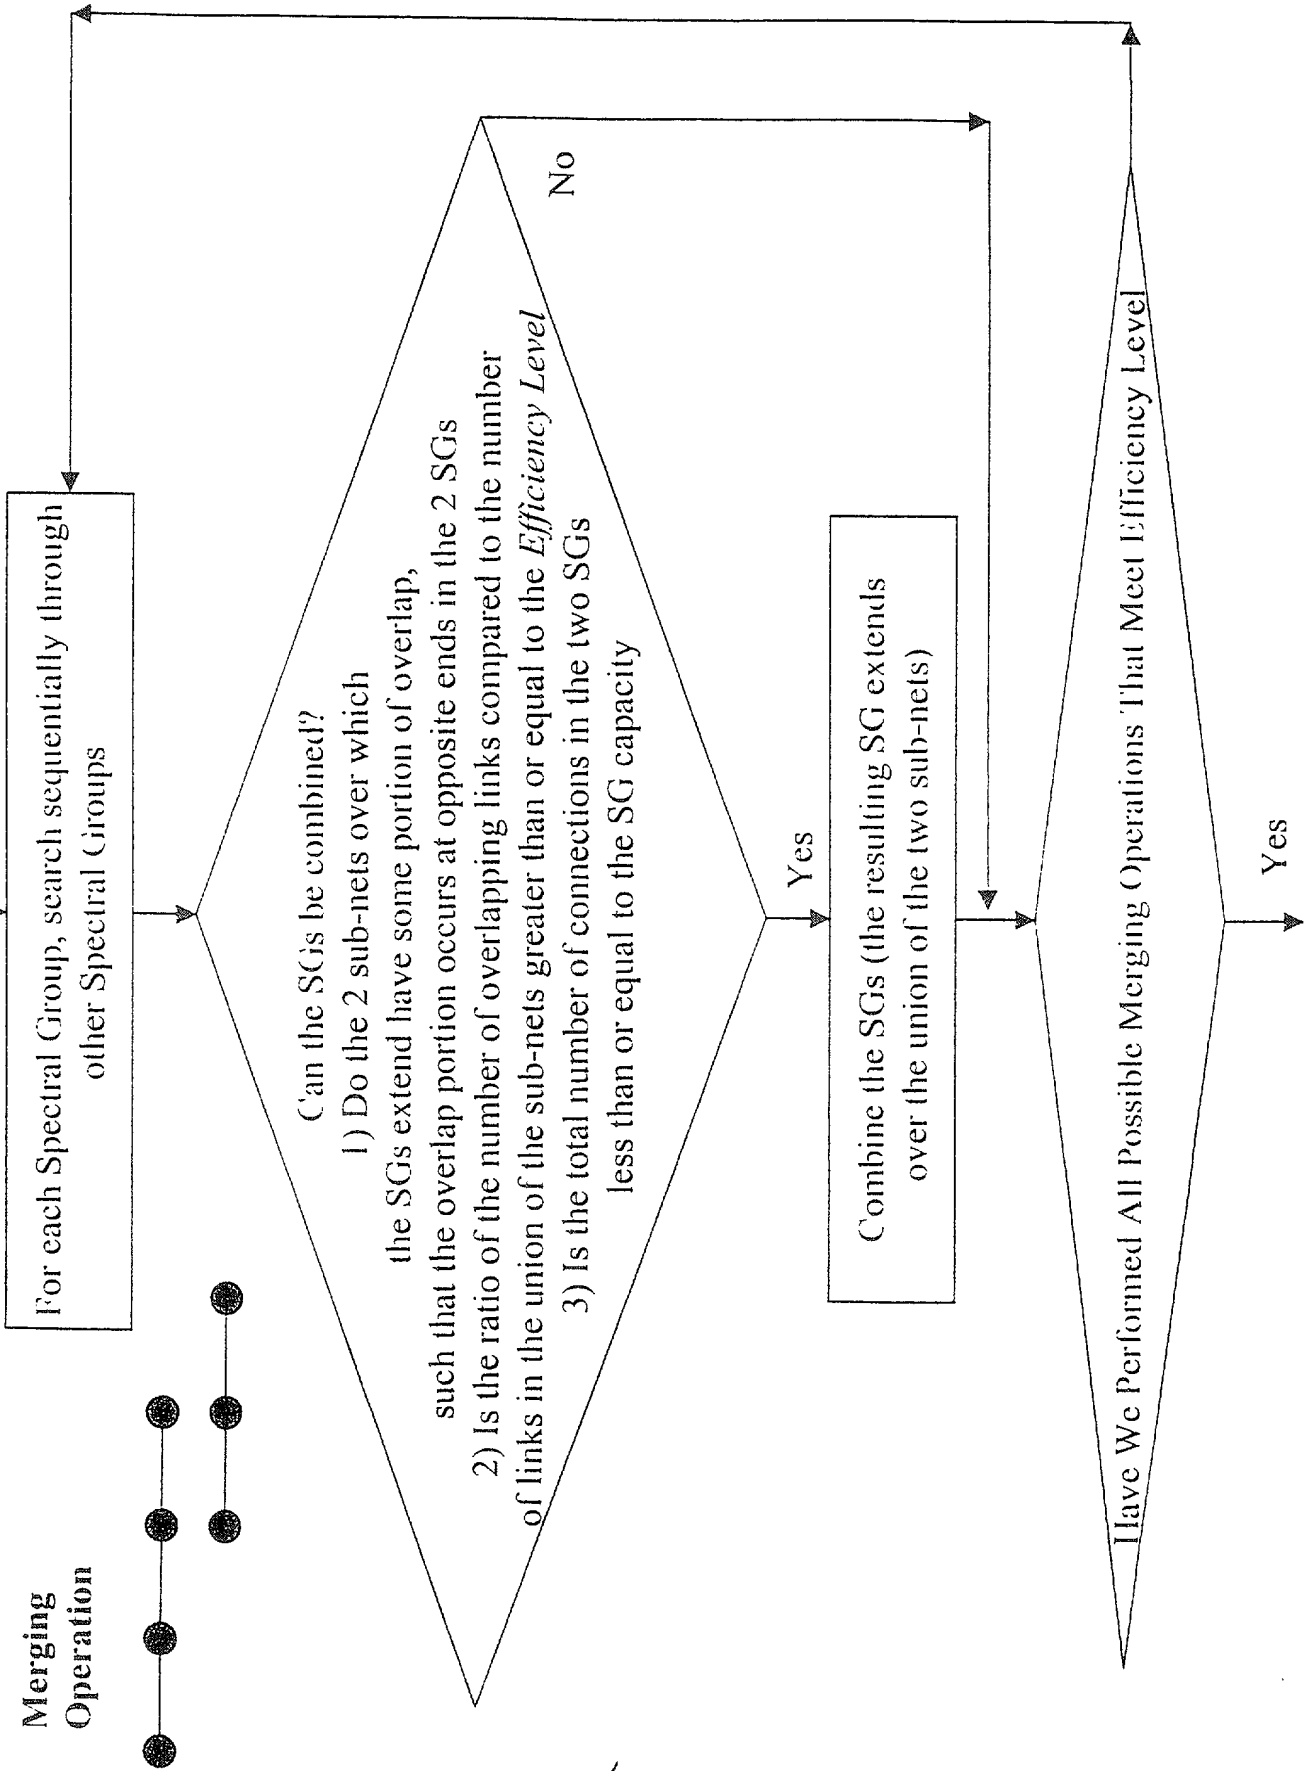 Merging
Operation
For each Spectral Group, search sequentially through
other Spectral Groups
Can the SGs be combined?
1) Do the 2 sub-nets over which
the SGs extend have some portion of overlap,
such that the overlap portion occurs at opposite ends in the 2 SGs
2) Is the ratio of the number of overlapping links compared to the number
of links in the union of the sub-nets greater than or equal to the Efficiency Level
3) Is the total number of connections in the two SGs
less than or equal to the SG capacity
No
Yes
Combine the SGs (the resulting SG extends
over the union of the two sub-nets)
Have We Performed All Possible Merging Operations That Meet Efficiency Level
Yes